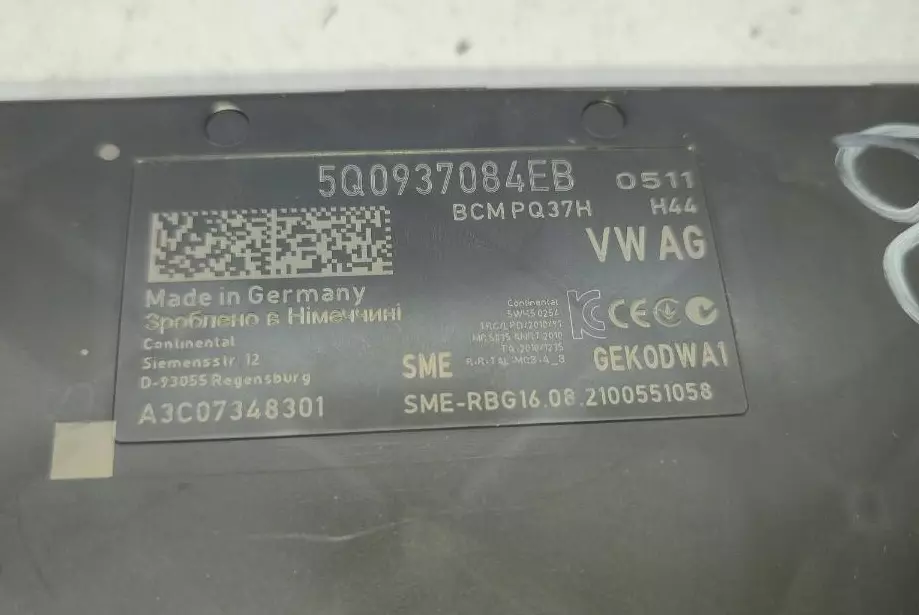 5Q0937084EB 0511
BCM PQ37H H44
VW AG
Made in Germany
Зроблено в Німеччині
Continental
Siemensstr. 12
D-93055 Regensburg
A3C07348301
Continental
SME
GEKODWA1
SME-RBG16.08.2100551058